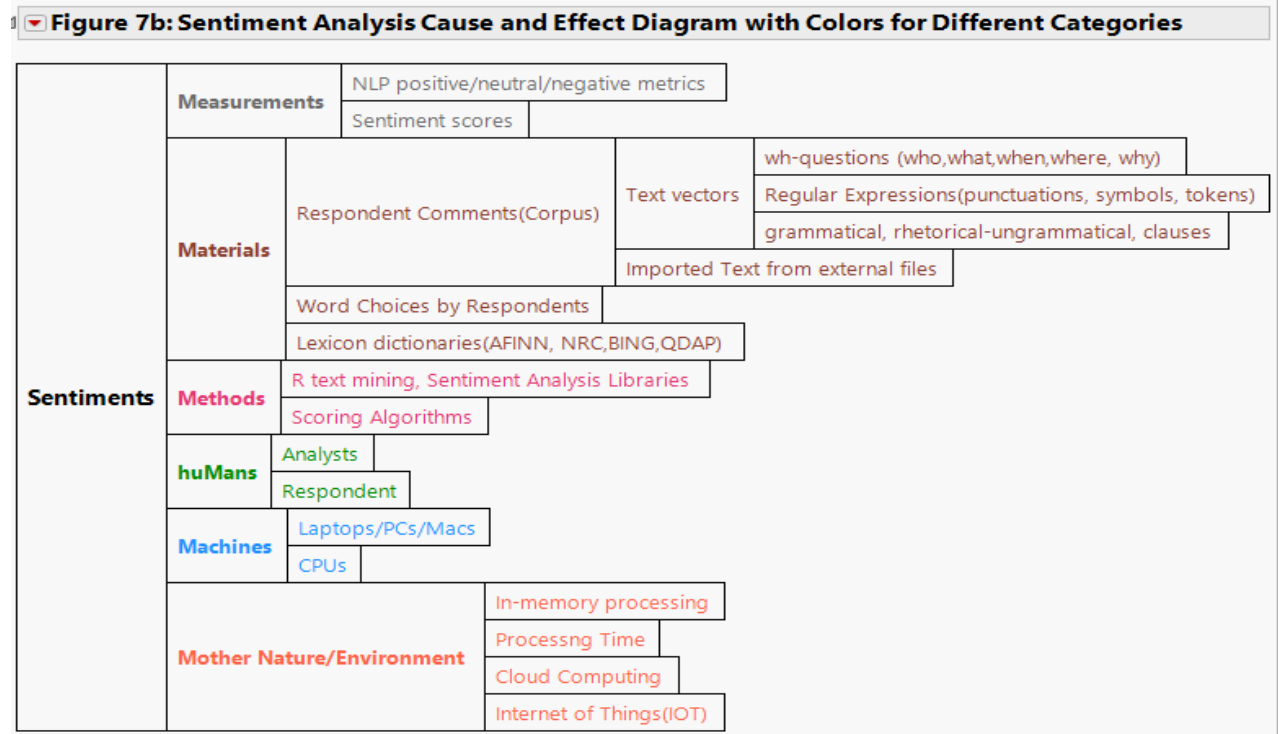 Figure 7b: Sentiment Analysis Cause and Effect Diagram with Colors for Different Categories
Sentiments
Measurements
NLP positive/neutral/negative metrics
Sentiment scores
Materials
Respondent Comments(Corpus)
Text vectors
wh-questions (who,what,when,where, why)
Regular Expressions(punctuations, symbols, tokens)
grammatical, rhetorical-ungrammatical, clauses
Imported Text from external files
Word Choices by Respondents
Lexicon dictionaries(AFINN, NRC,BING,QDAP)
Methods
R text mining, Sentiment Analysis Libraries
Scoring Algorithms
huMans
Analysts
Respondent
Machines
Laptops/PCs/Macs
CPUs
Mother Nature/Environment
In-memory processing
Processng Time
Cloud Computing
Internet of Things(IOT)